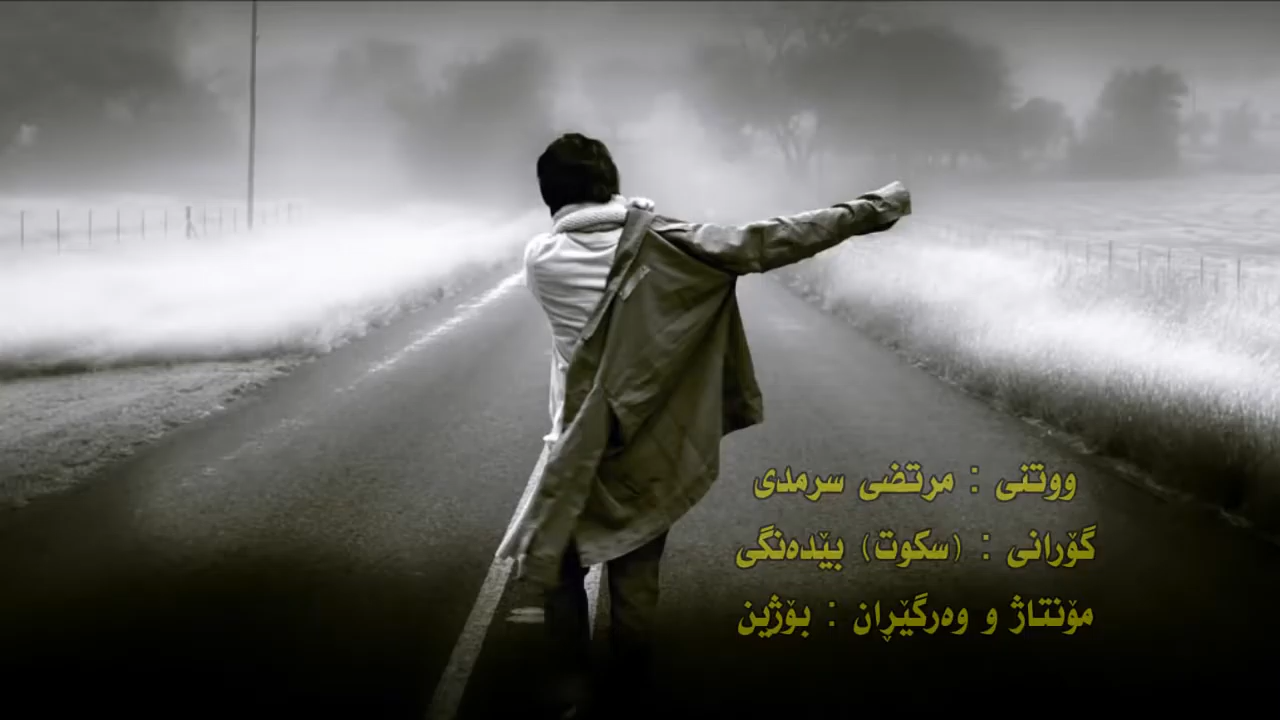 ووتنی : مرتضی سرمدی
گۆرانی : (سکوت) بێدەنگی
مۆنتاژ و وەرگێڕان : بۆژین